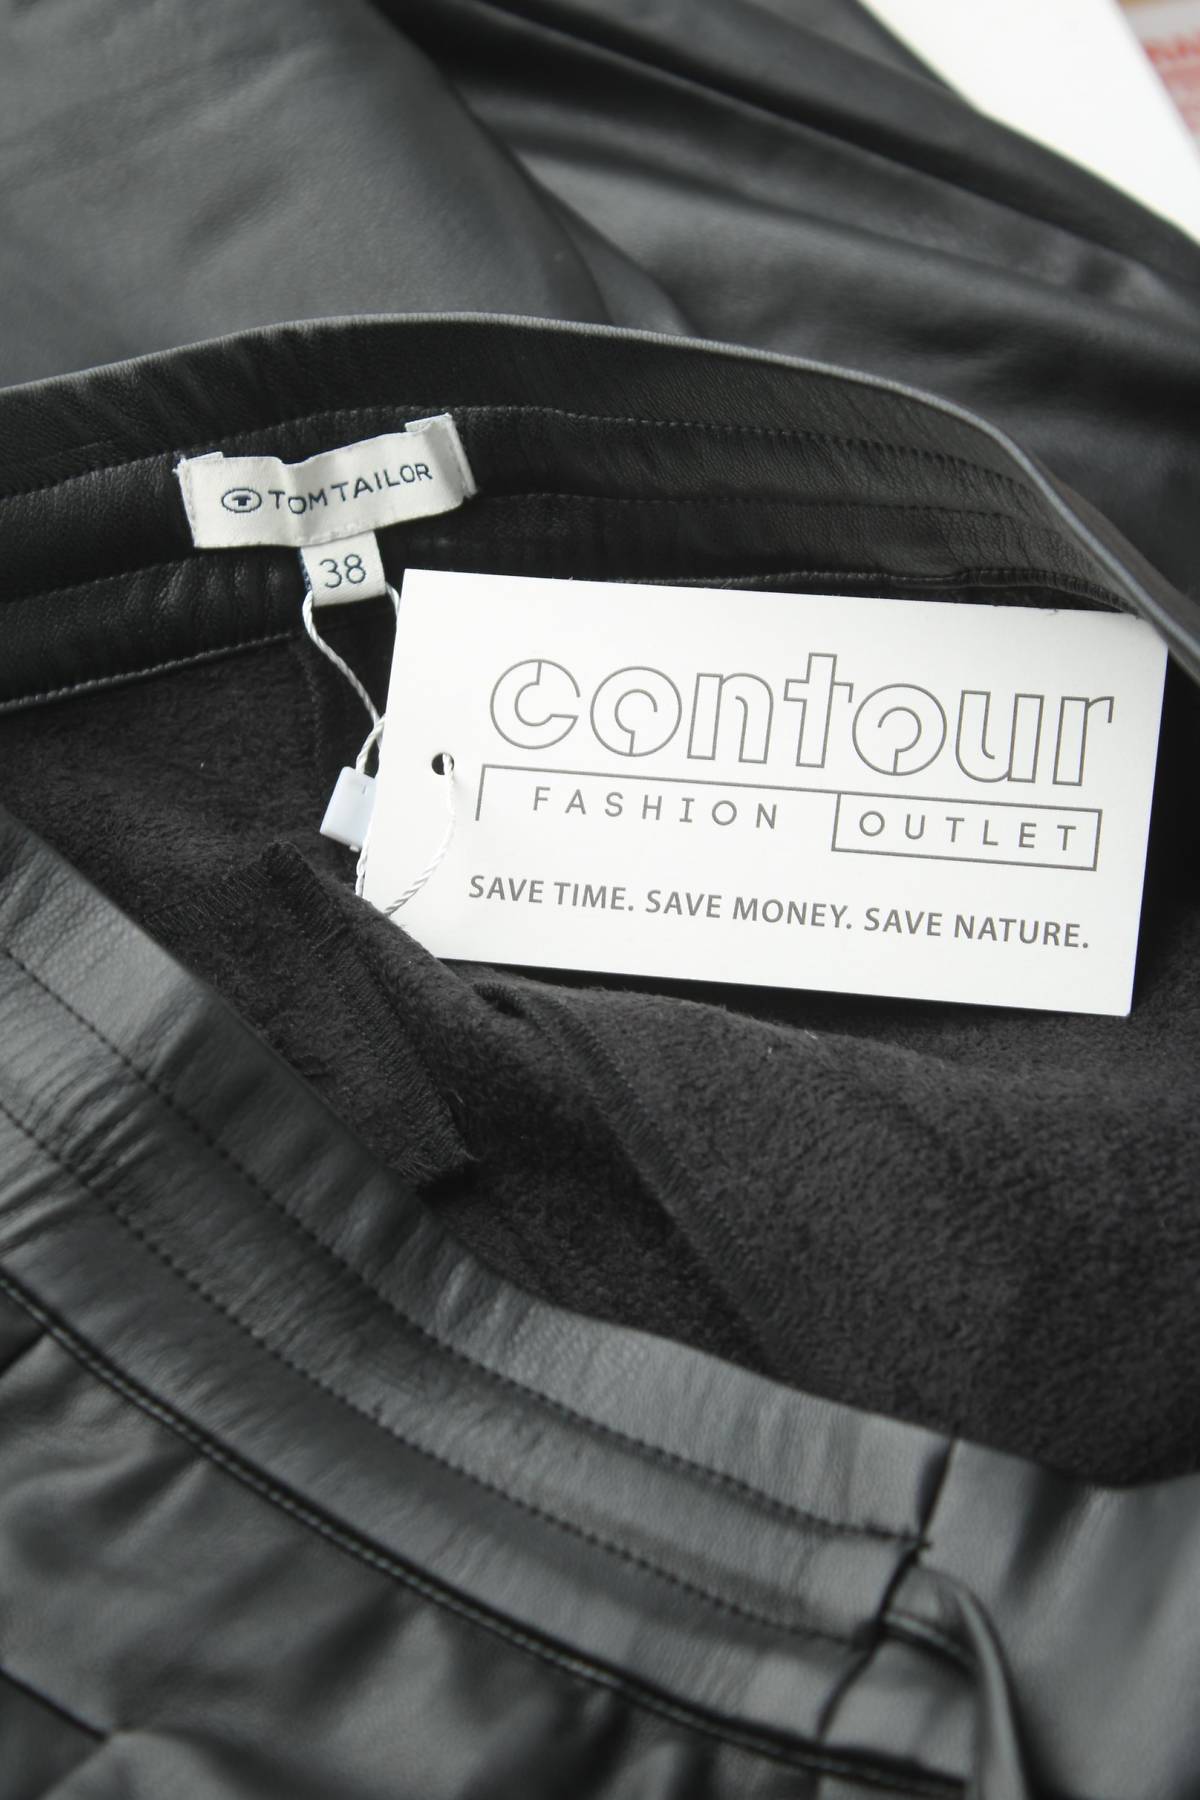 TOM TAILOR
38
contour
FASHION OUTLET
SAVE TIME. SAVE MONEY. SAVE NATURE.